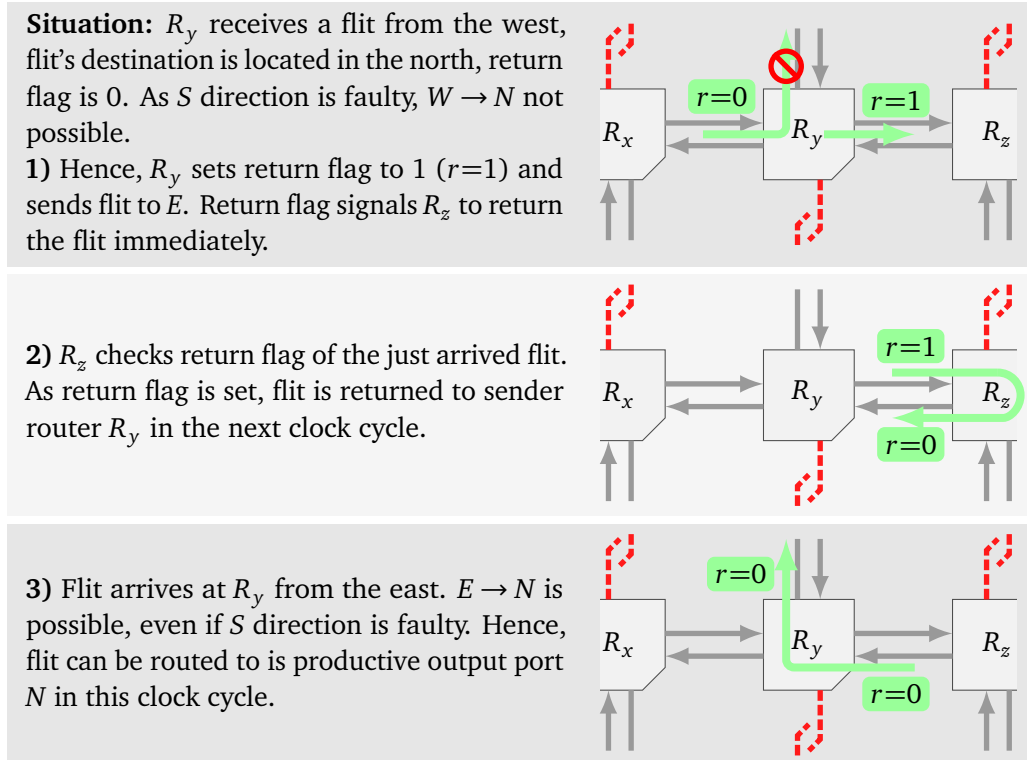 Situation: R_y receives a flit from the west,
flit's destination is located in the north, return
flag is 0. As S direction is faulty, W → N not
possible.
1) Hence, R_y sets return flag to 1 (r=1) and
sends flit to E. Return flag signals R_z to return
the flit immediately.
r=0
r=1
R_x
R_y
R_z
2) R_z checks return flag of the just arrived flit.
As return flag is set, flit is returned to sender
router R_y in the next clock cycle.
r=1
R_x
R_y
R_z
r=0
3) Flit arrives at R_y from the east. E → N is
possible, even if S direction is faulty. Hence,
flit can be routed to is productive output port
N in this clock cycle.
r=0
R_x
R_y
R_z
r=0